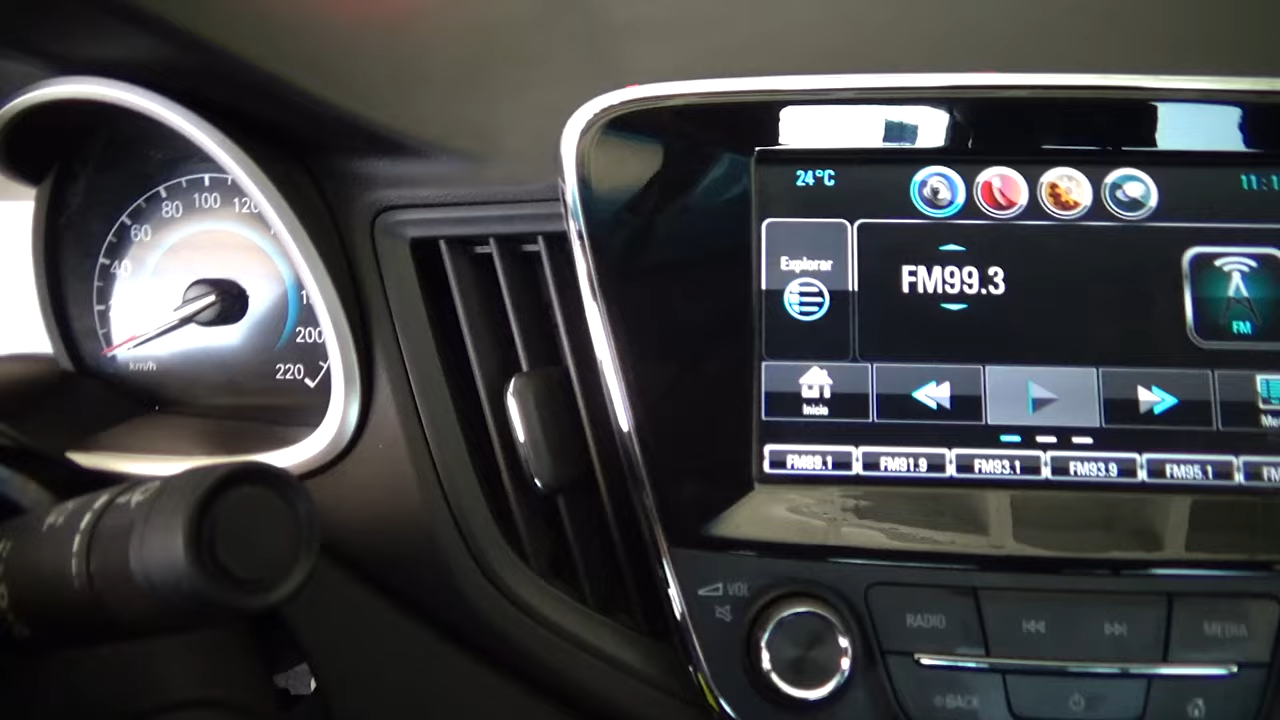 24°C
Explorar
FM99.3
FM
Inicio
FM89.1 FM91.9 FM93.1 FM93.9 FM95.1
VOL
RADIO MEDIA
BACK
40 60 80 100 120
200
220
km/h